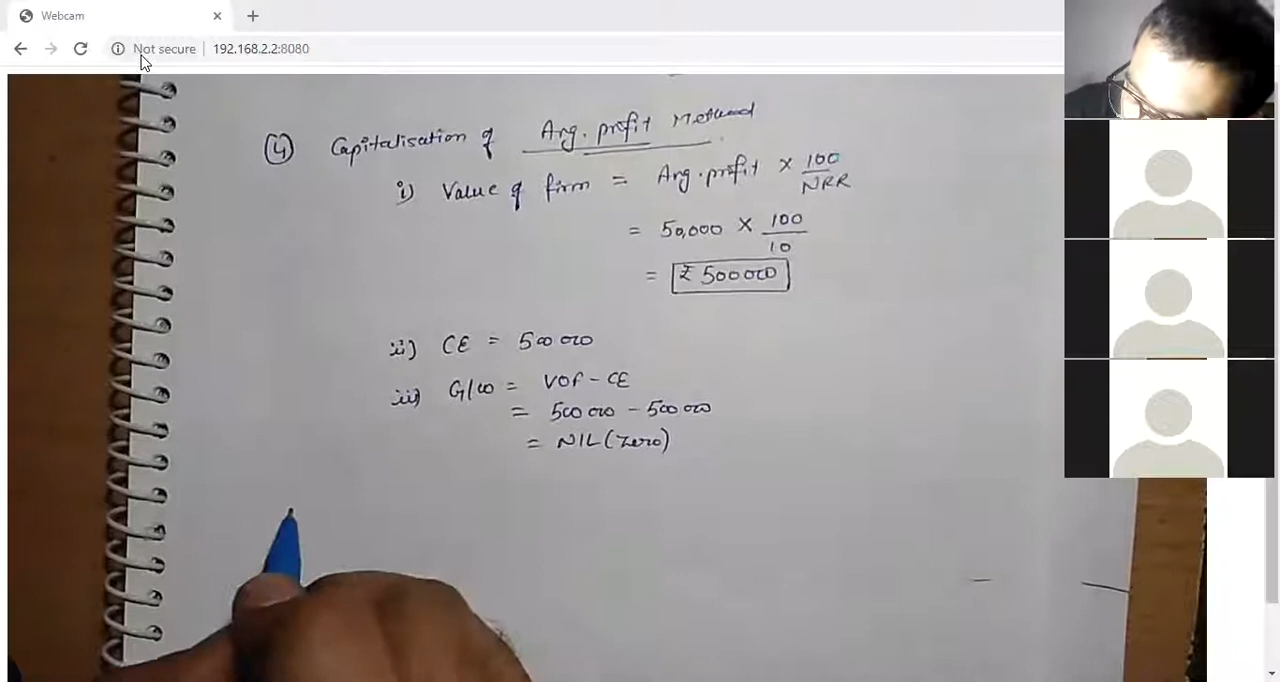 Webcam
Not secure | 192.168.2.2:8080
(4) Capitalisation of Avg. profit Method
i) Value of firm = Avg. profit × 100/NRR
= 50,000 × 100/10
= ₹ 500000
ii) CE = 500000
iii) G/w = VOF - CE
= 500000 - 500000
= NIL (Zero)